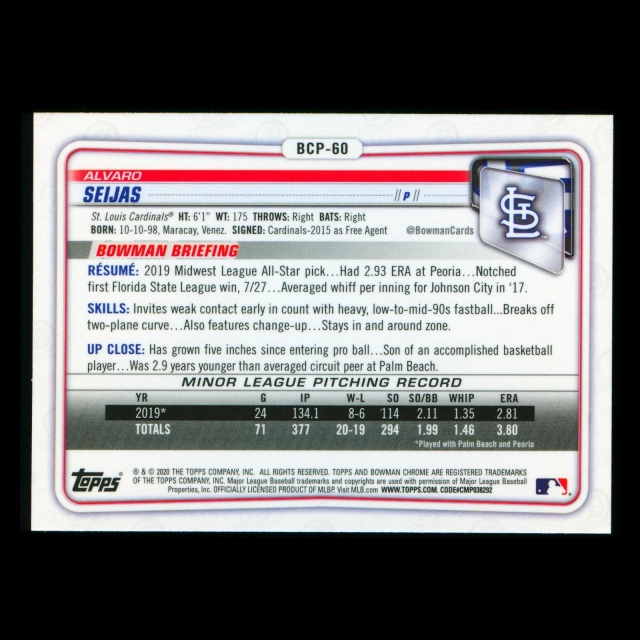 BCP-60
ALVARO
SEIJAS
//P//
St. Louis Cardinals® HT: 6'1" WT: 175 THROWS: Right BATS: Right
BORN: 10-10-98, Maracay, Venez. SIGNED: Cardinals-2015 as Free Agent @BowmanCards
STL
BOWMAN BRIEFING
RÉSUMÉ: 2019 Midwest League All-Star pick...Had 2.93 ERA at Peoria...Notched
first Florida State League win, 7/27...Averaged whiff per inning for Johnson City in '17.
SKILLS: Invites weak contact early in count with heavy, low-to-mid-90s fastball...Breaks off
two-plane curve...Also features change-up...Stays in and around zone.
UP CLOSE: Has grown five inches since entering pro ball...Son of an accomplished basketball
player...Was 2.9 years younger than averaged circuit peer at Palm Beach.
MINOR LEAGUE PITCHING RECORD
YR G IP W-L SO SO/BB WHIP ERA
2019* 24 134.1 8-6 114 2.11 1.35 2.81
TOTALS 71 377 20-19 294 1.99 1.46 3.80
*Played with Palm Beach and Peoria
Topps
® & © 2020 THE TOPPS COMPANY, INC. ALL RIGHTS RESERVED. TOPPS AND BOWMAN CHROME ARE REGISTERED TRADEMARKS
OF THE TOPPS COMPANY, INC. Major League Baseball trademarks and copyrights are used with permission of Major League Baseball
Properties, Inc. OFFICIALLY LICENSED PRODUCT OF MLBP. Visit MLB.com WWW.TOPPS.COM. CODE#CMP038292